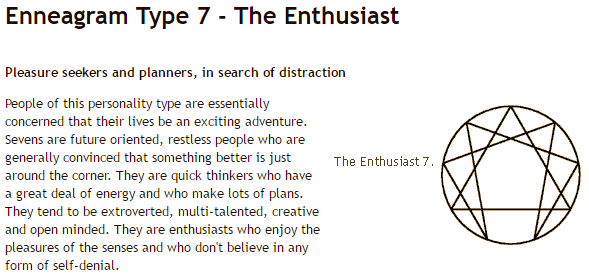 Enneagram Type 7 - The Enthusiast
Pleasure seekers and planners, in search of distraction
People of this personality type are essentially
concerned that their lives be an exciting adventure.
Sevens are future oriented, restless people who are
generally convinced that something better is just
around the corner. They are quick thinkers who have
a great deal of energy and who make lots of plans.
They tend to be extroverted, multi-talented, creative
and open minded. They are enthusiasts who enjoy the
pleasures of the senses and who don't believe in any
form of self-denial.
The Enthusiast 7.